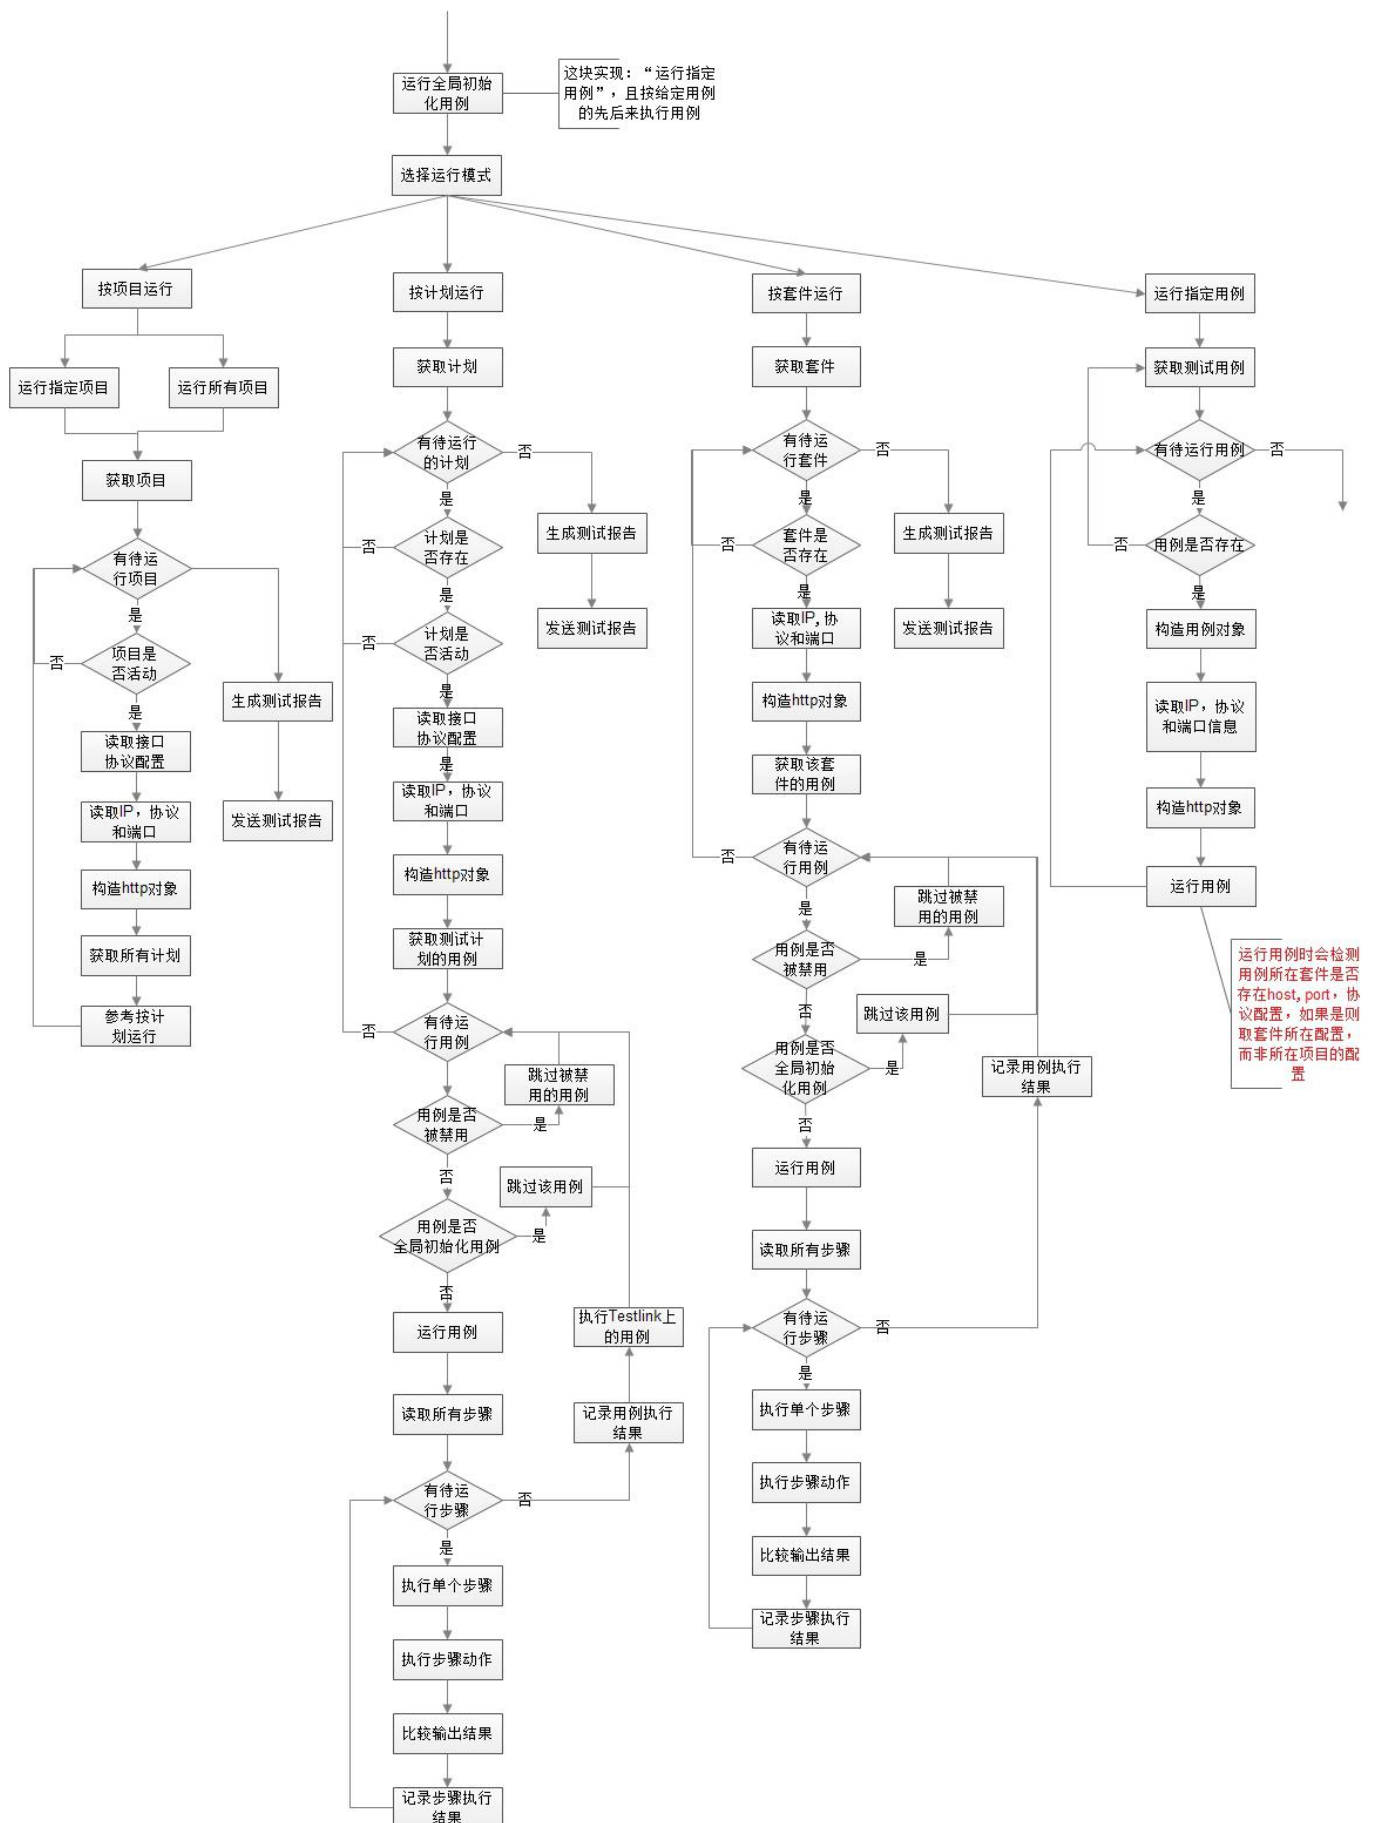 运行全局初始
化用例
这块实现：“运行指定
用例”，且按给定用例
的先后来执行用例
选择运行模式
按项目运行
运行指定项目
运行所有项目
获取项目
有待运
行项目
是
项目是
否活动
否
是
读取接口
协议配置
读取IP，协议
和端口
构造http对象
获取所有计划
参考按计
划运行
生成测试报告
发送测试报告
按计划运行
获取计划
有待运行
的计划
否
是
计划是
否存在
否
是
计划是
否活动
否
是
读取接口
协议配置
是
读取IP，协议
和端口
构造http对象
获取测试计
划的用例
有待运
行用例
否
跳过被禁
用的用例
用例是否
被禁用
是
否
跳过该用例
用例是否
全局初始化用例
是
否
运行用例
读取所有步骤
有待运
行步骤
否
是
执行单个步骤
执行步骤动作
比较输出结果
记录步骤执行
结果
执行Testlink上
的用例
记录用例执行
结果
生成测试报告
发送测试报告
按套件运行
获取套件
有待运
行套件
否
是
套件是
否存在
否
是
读取IP, 协
议和端口
构造http对象
获取该套
件的用例
有待运
行用例
否
是
跳过被禁
用的用例
用例是否
被禁用
是
否
跳过该用例
用例是否
全局初始
化用例
是
否
运行用例
读取所有步骤
有待运
行步骤
否
是
执行单个步骤
执行步骤动作
比较输出结果
记录步骤执行
结果
记录用例执行
结果
生成测试报告
发送测试报告
运行指定用例
获取测试用例
有待运行用例
否
是
用例是否存在
否
是
构造用例对象
读取IP，协议
和端口信息
构造http对象
运行用例
运行用例时会检测
用例所在套件是否
存在host, port，协
议配置，如果是则
取套件所在配置，
而非所在项目的配
置